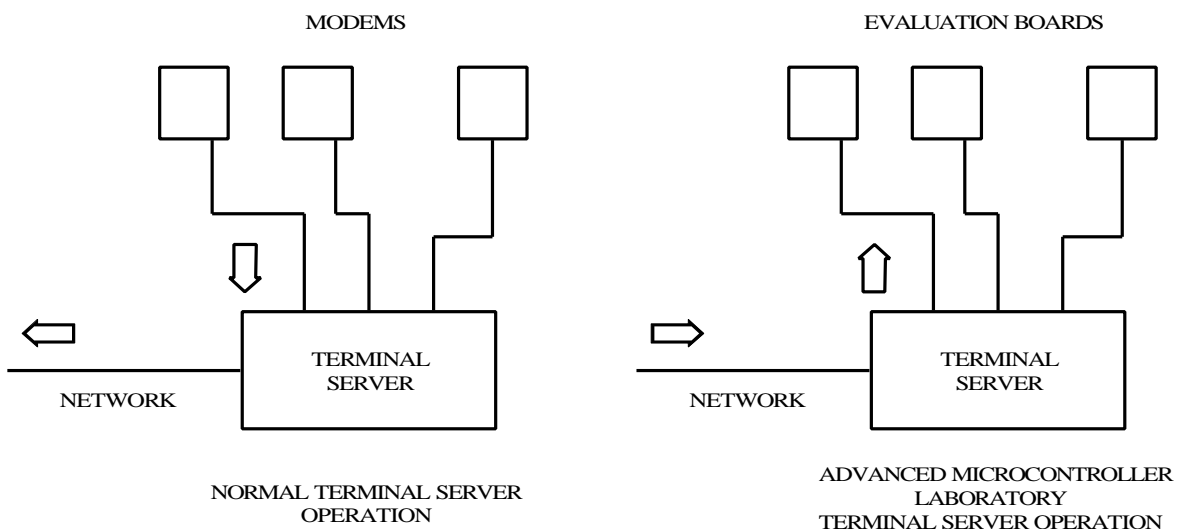 MODEMS
TERMINAL
SERVER
NETWORK
NORMAL TERMINAL SERVER
OPERATION
EVALUATION BOARDS
TERMINAL
SERVER
NETWORK
ADVANCED MICROCONTROLLER
LABORATORY
TERMINAL SERVER OPERATION